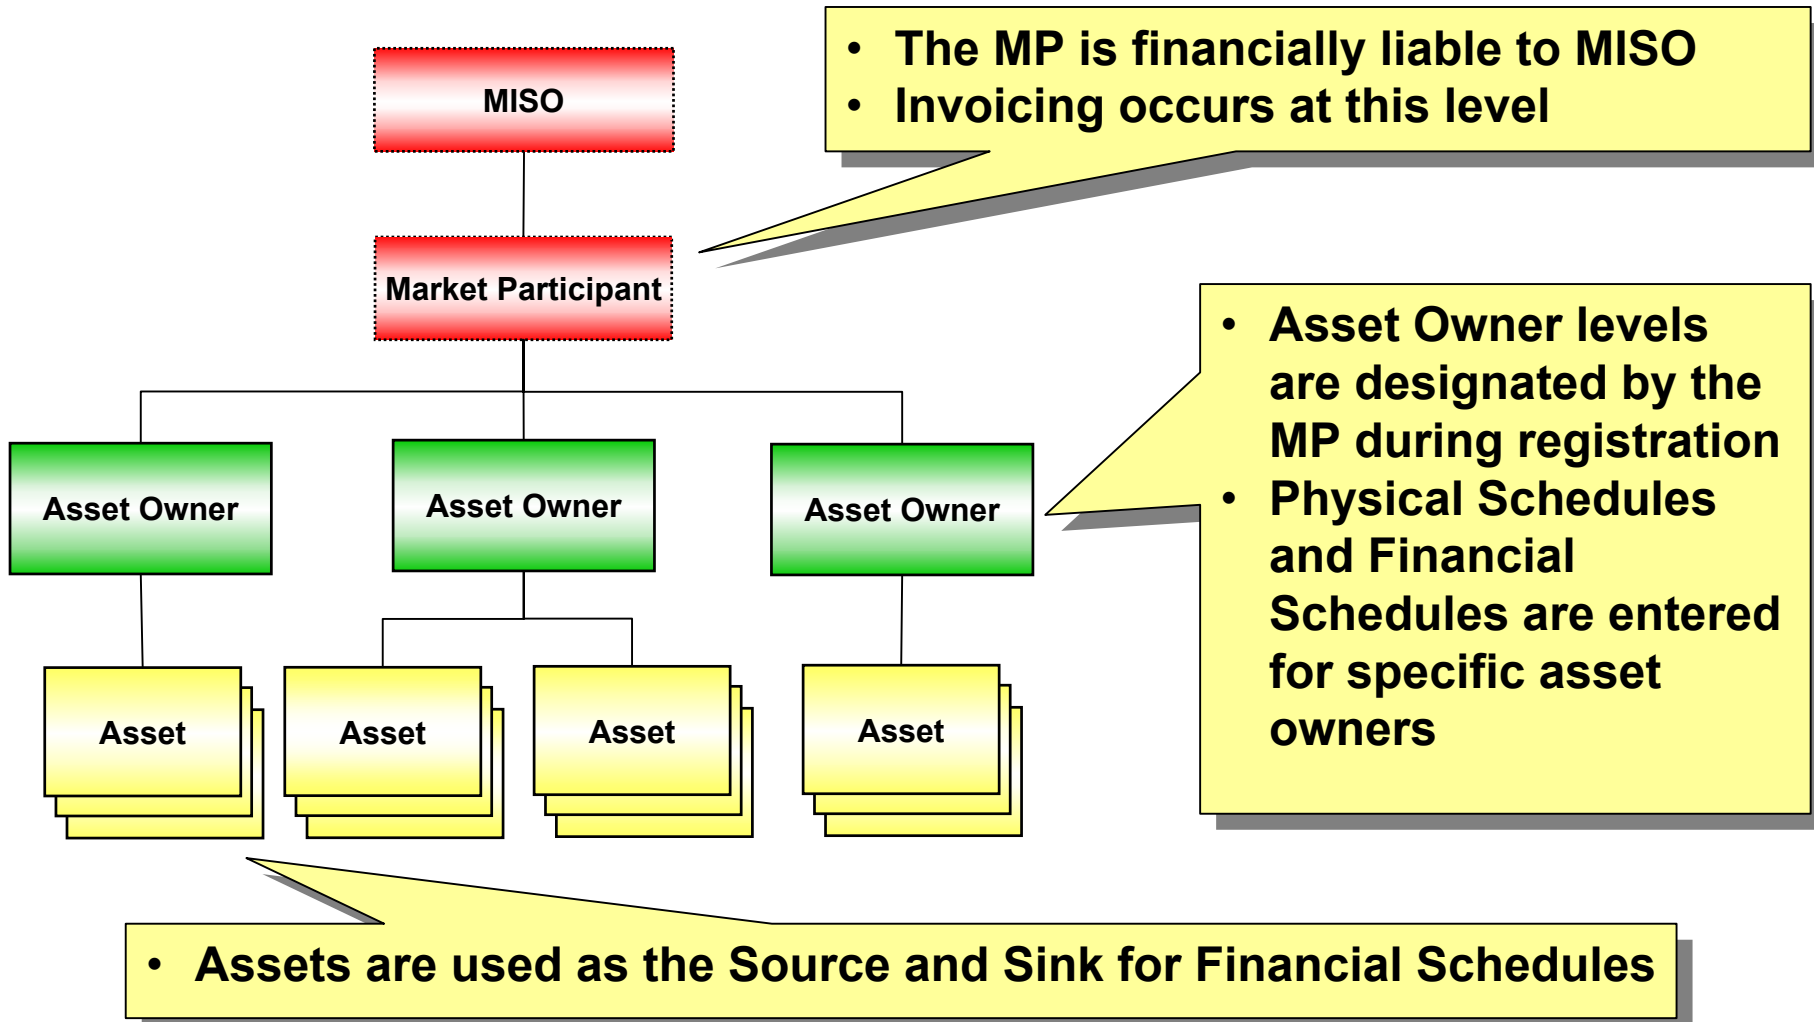 MISO
• The MP is financially liable to MISO
• Invoicing occurs at this level
Market Participant
• Asset Owner levels
are designated by the
MP during registration
• Physical Schedules
and Financial
Schedules are entered
for specific asset
owners
Asset Owner
Asset Owner
Asset Owner
Asset
Asset
Asset
Asset
• Assets are used as the Source and Sink for Financial Schedules